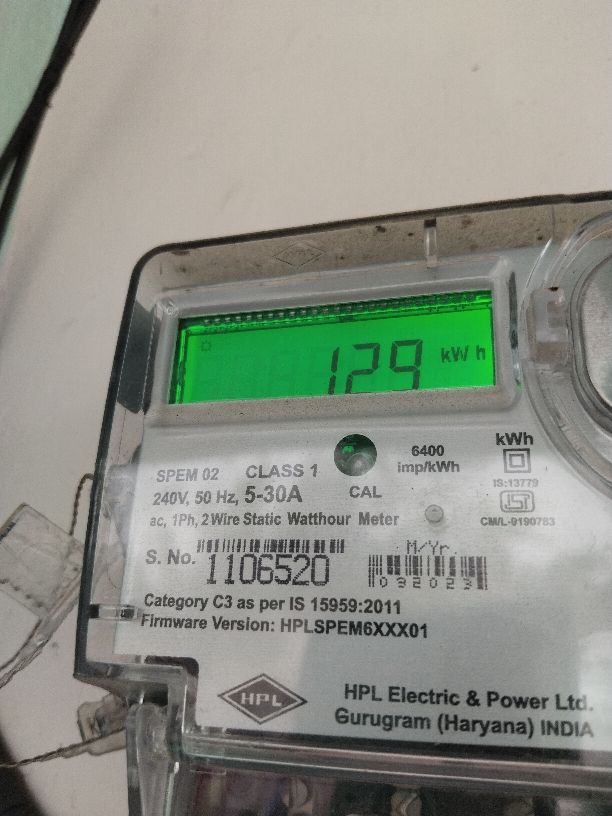 129 kW h
6400
imp/kWh
kWh
SPEM 02 CLASS 1
240V, 50 Hz, 5-30A
CAL
IS:13779
ISI
CM/L-9190783
ac, 1Ph, 2 Wire Static Watthour Meter
M/Yr.
S. No. 1106520
032023
Category C3 as per IS 15959:2011
Firmware Version: HPLSPEM6XXX01
HPL
HPL Electric & Power Ltd.
Gurugram (Haryana) INDIA